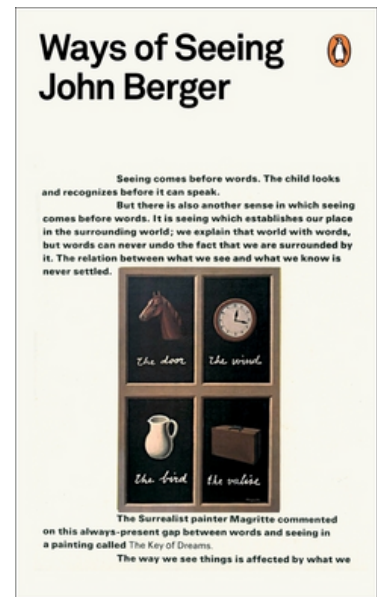 Ways of Seeing
John Berger
Seeing comes before words. The child looks
and recognizes before it can speak.
But there is also another sense in which seeing
comes before words. It is seeing which establishes our place
in the surrounding world; we explain that world with words,
but words can never undo the fact that we are surrounded by
it. The relation between what we see and what we know is
never settled.
the door
the wind
the bird
the valise
The Surrealist painter Magritte commented
on this always-present gap between words and seeing in
a painting called The Key of Dreams.
The way we see things is affected by what we